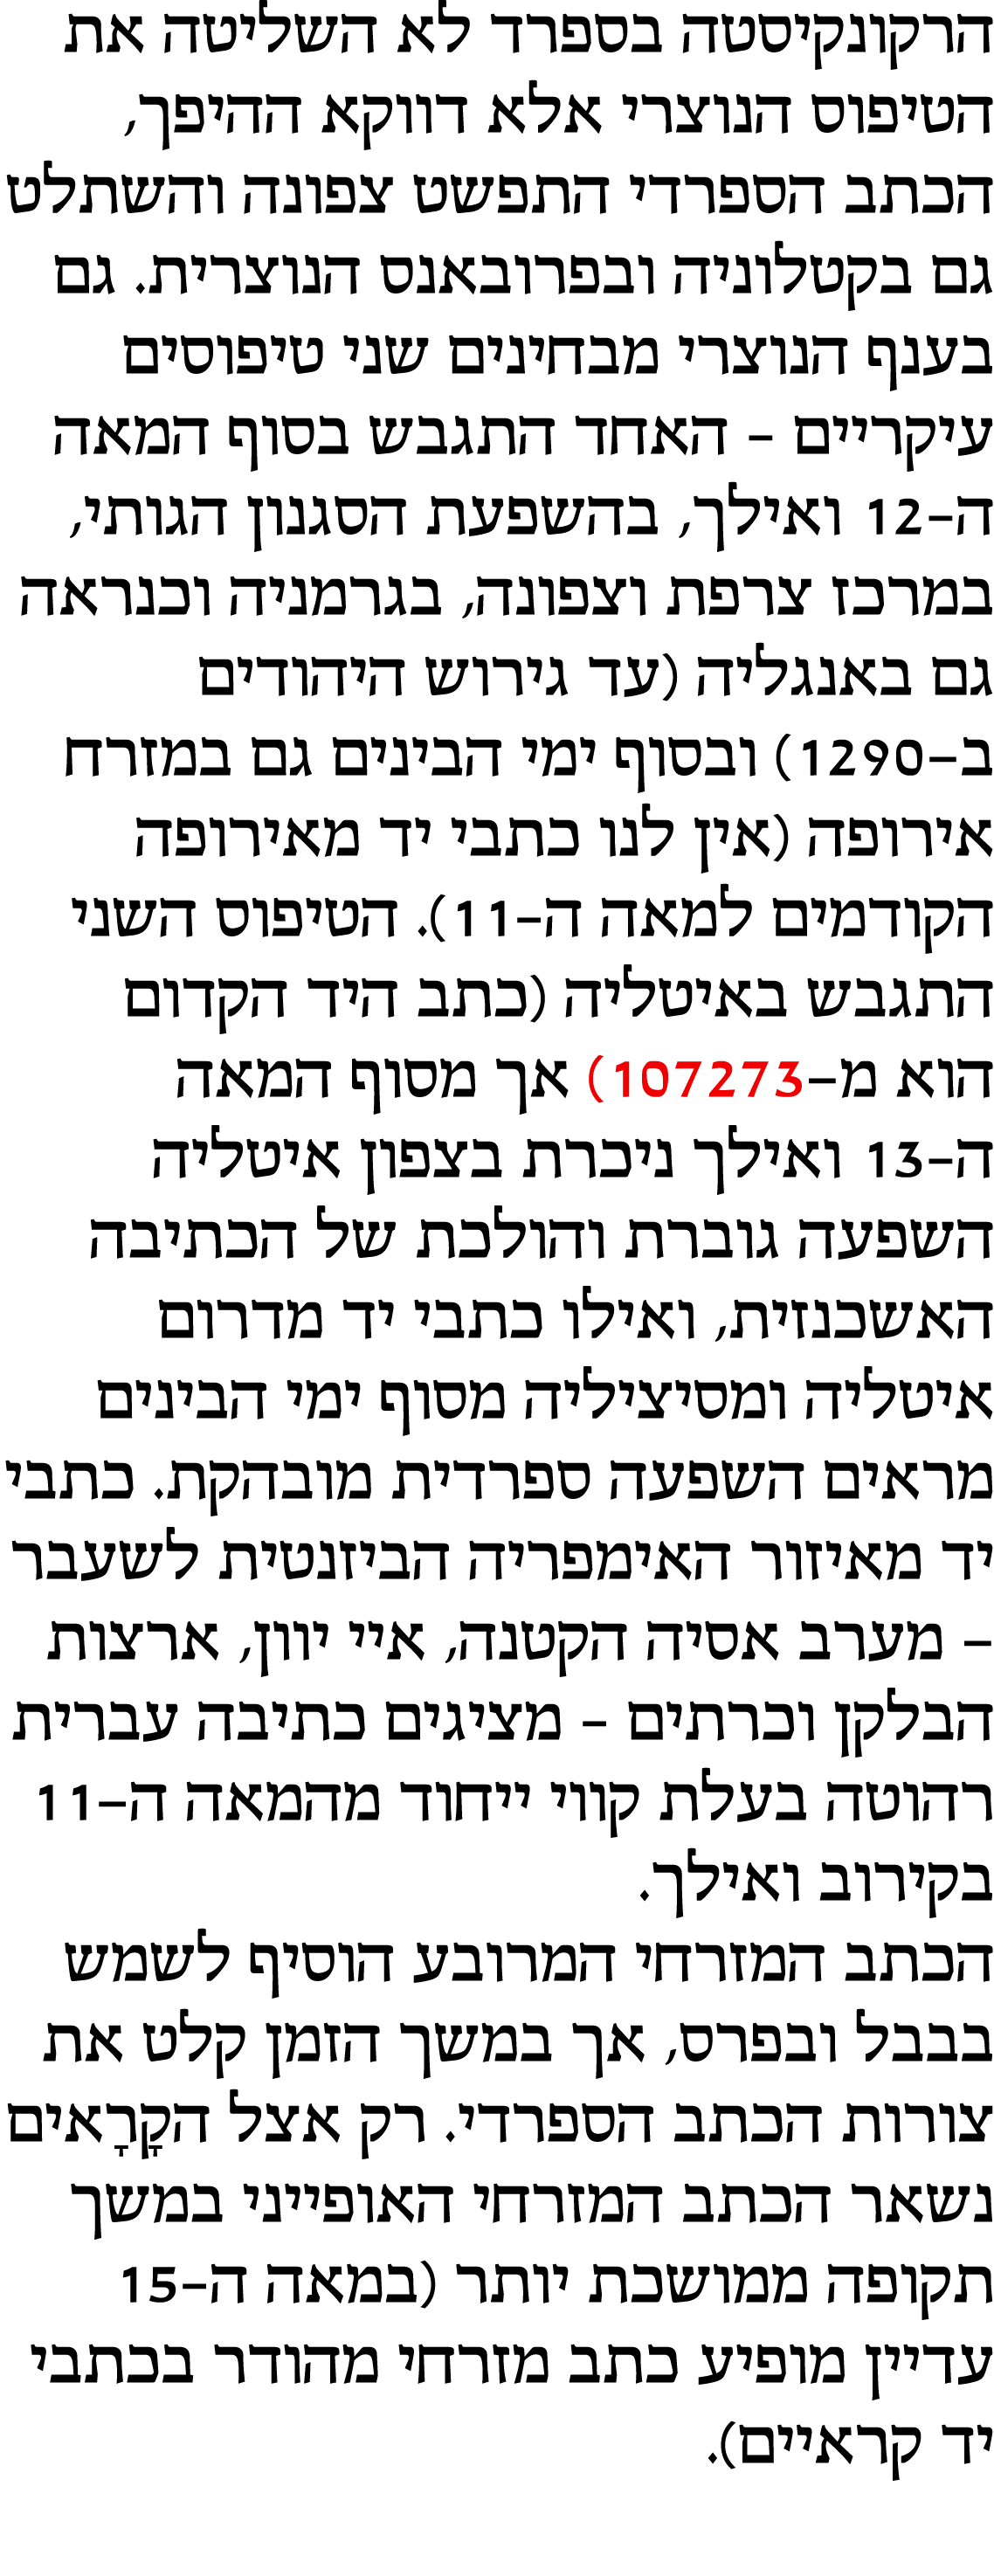 הרקונקיסטה בספרד לא השליטה את
הטיפוס הנוצרי אלא דווקא ההיפך,
הכתב הספרדי התפשט צפונה והשתלט
גם בקטלוניה ובפרובאנס הנוצרית. גם
בענף הנוצרי מבחינים שני טיפוסים
עיקריים – האחד התגבש בסוף המאה
ה–12 ואילך, בהשפעת הסגנון הגותי,
במרכז צרפת וצפונה, בגרמניה וכנראה
גם באנגליה (עד גירוש היהודים
ב–1290) ובסוף ימי הבינים גם במזרח
אירופה (אין לנו כתבי יד מאירופה
הקודמים למאה ה–11). הטיפוס השני
התגבש באיטליה (כתב היד הקדום
הוא מ–107273) אך מסוף המאה
ה–13 ואילך ניכרת בצפון איטליה
השפעה גוברת והולכת של הכתיבה
האשכנזית, ואילו כתבי יד מדרום
איטליה ומסיציליה מסוף ימי הבינים
מראים השפעה ספרדית מובהקת. כתבי
יד מאיזור האימפריה הביזנטית לשעבר
– מערב אסיה הקטנה, איי יוון, ארצות
הבלקן וכרתים – מציגים כתיבה עברית
רהוטה בעלת קווי ייחוד מהמאה ה–11
בקירוב ואילך.
הכתב המזרחי המרובע הוסיף לשמש
בבבל ובפרס, אך במשך הזמן קלט את
צורות הכתב הספרדי. רק אצל הקָרָאים
נשאר הכתב המזרחי האופייני במשך
תקופה ממושכת יותר (במאה ה–15
עדיין מופיע כתב מזרחי מהודר בכתבי
יד קראיים).